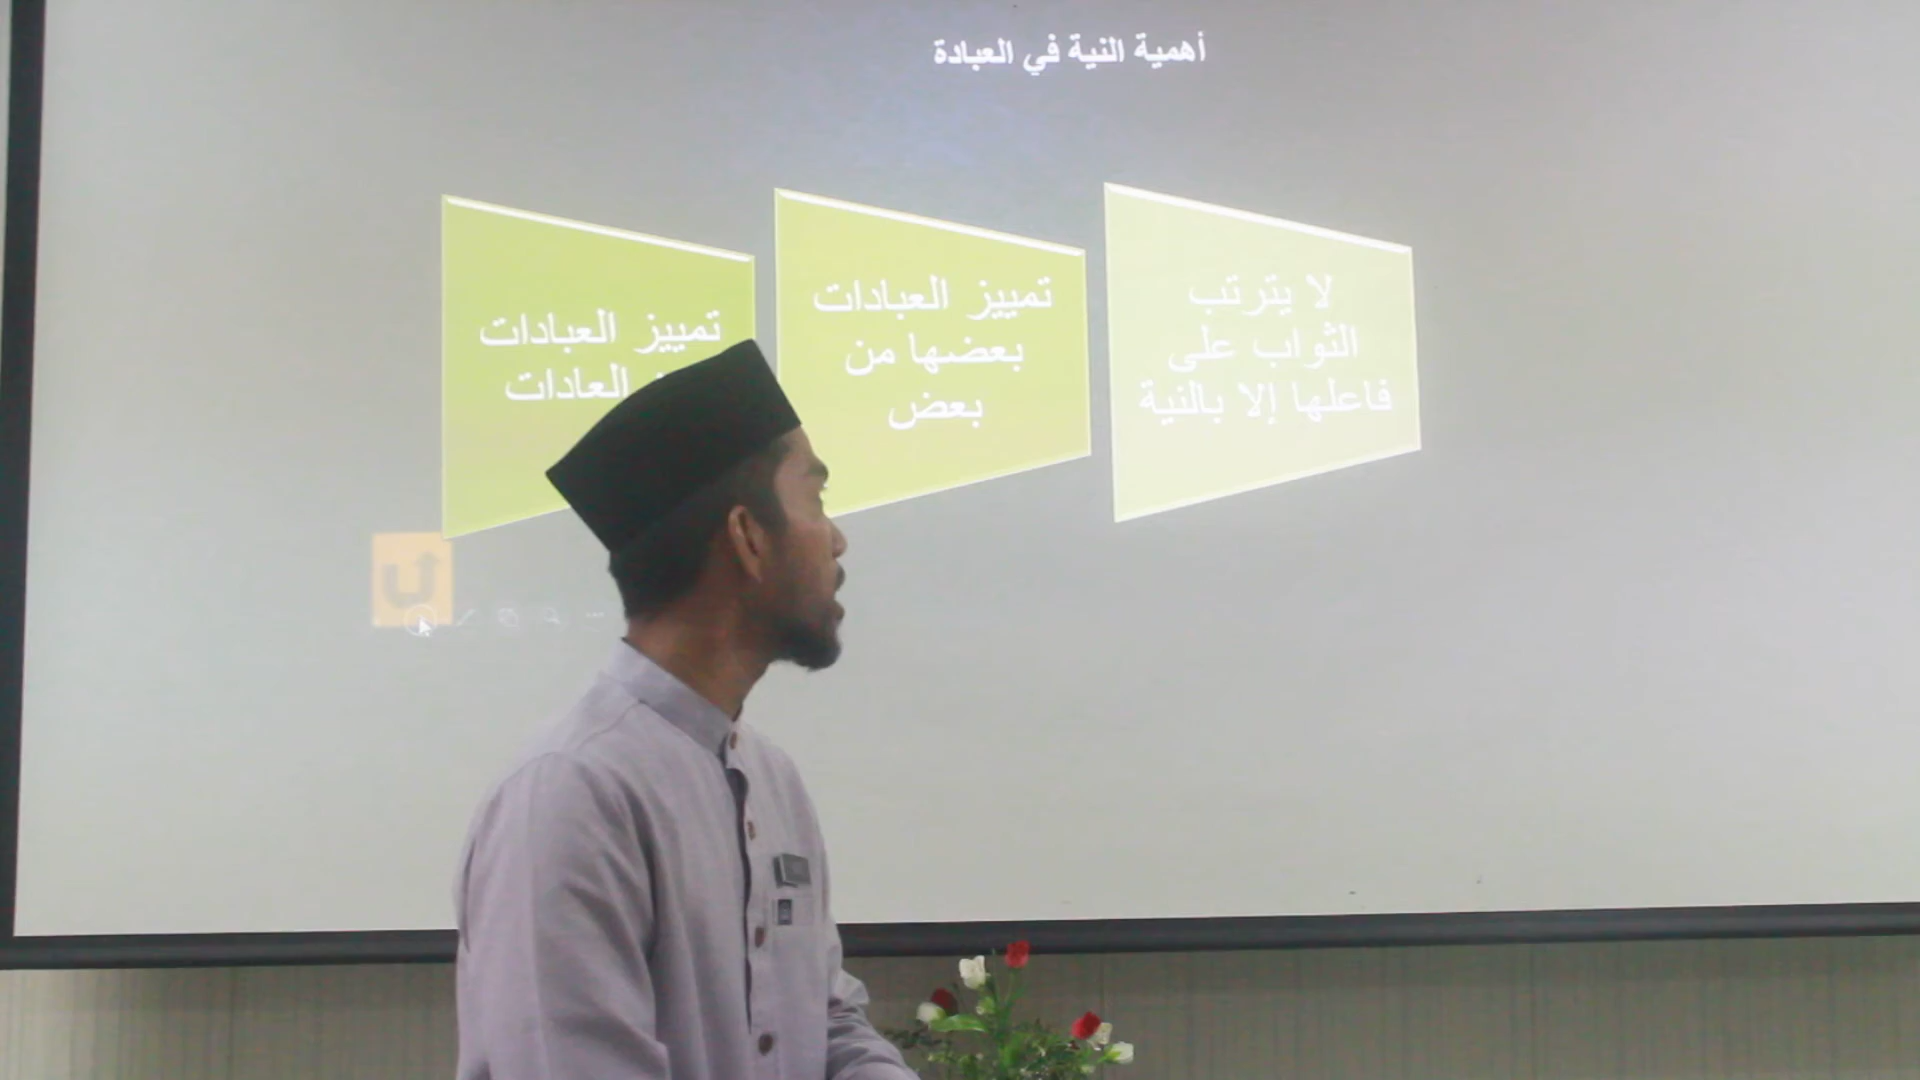 أهمية النية في العبادة
لا يترتب
الثواب على
فاعلها إلا بالنية
تمييز العبادات
بعضها من
بعض
تمييز العبادات
العادات